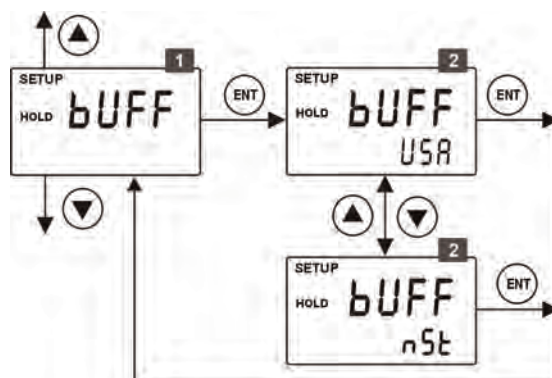 1
SETUP
HOLD bUFF
ENT
2
SETUP
HOLD bUFF
USA
ENT
2
SETUP
HOLD bUFF
nSt
ENT